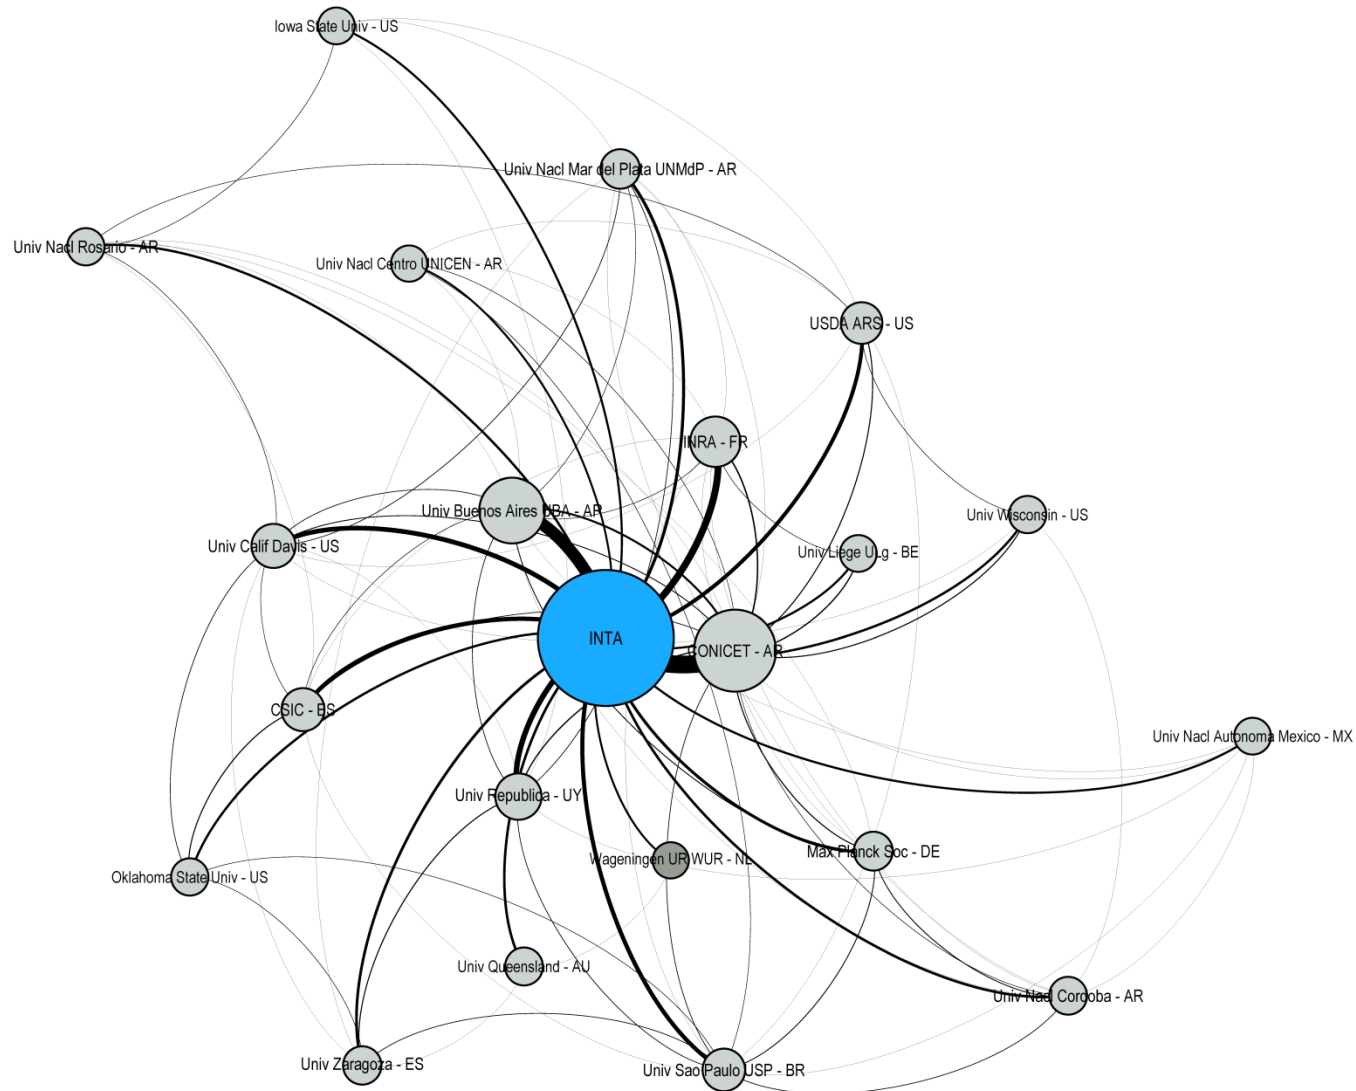 Iowa State Univ - US
Univ Nacl Mar del Plata UNMdP - AR
Univ Nacl Rosario - AR
Univ Nacl Centro UNICEN - AR
USDA ARS - US
INRA - FR
Univ Buenos Aires UBA - AR
Univ Wisconsin - US
Univ Calif Davis - US
Univ Liege ULg - BE
INTA
CONICET - AR
CSIC - ES
Univ Nacl Autonoma Mexico - MX
Univ Republica - UY
Max Planck Soc - DE
Wageningen UR WUR - NL
Oklahoma State Univ - US
Univ Queensland - AU
Univ Nacl Cordoba - AR
Univ Zaragoza - ES
Univ Sao Paulo USP - BR